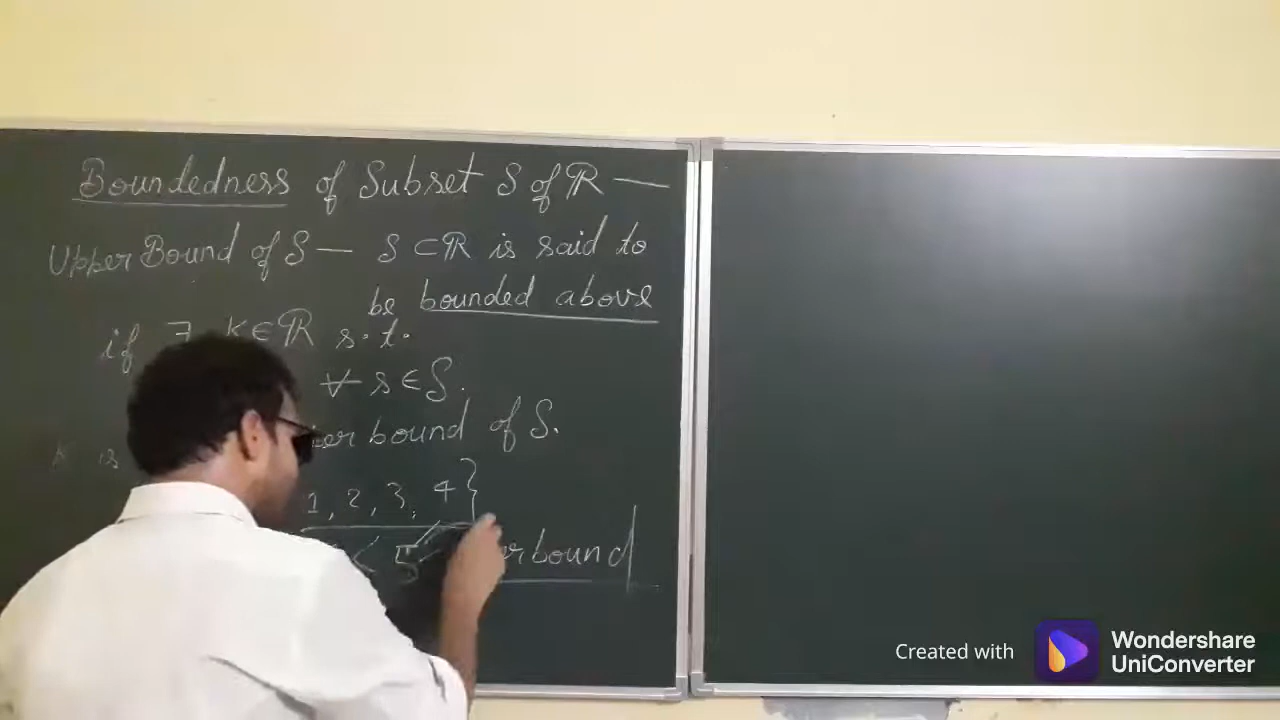 Boundedness of Subset S of ℝ —
Upper Bound of S — S ⊂ ℝ is said to
be bounded above
if ∃ K ∈ ℝ s.t.
∀ s ∈ S.
K is bound of S.
1, 2, 3, 4}
< 5 bound
Created with Wondershare UniConverter